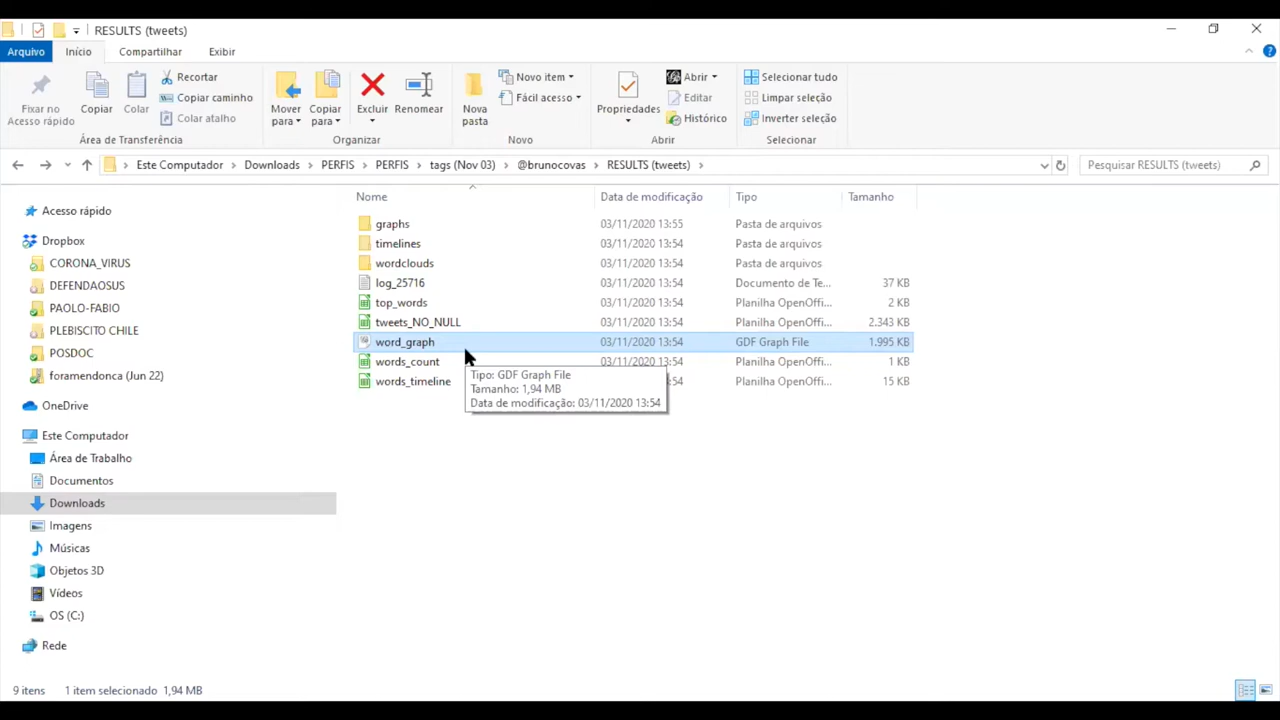 RESULTS (tweets)
Arquivo Início Compartilhar Exibir
Fixar no Acesso rápido
Copiar
Colar
Recortar
Copiar caminho
Colar atalho
Área de Transferência
Mover para
Copiar para
Excluir
Renomear
Organizar
Nova pasta
Novo item
Fácil acesso
Novo
Propriedades
Abrir
Editar
Histórico
Abrir
Selecionar tudo
Limpar seleção
Inverter seleção
Selecionar
Este Computador > Downloads > PERFIS > PERFIS > tags (Nov 03) > @brunocovas > RESULTS (tweets) >
Pesquisar RESULTS (tweets)
Acesso rápido
Dropbox
CORONA_VIRUS
DEFENDAOSUS
PAOLO-FABIO
PLEBISCITO CHILE
POSDOC
foramendonca (Jun 22)
OneDrive
Este Computador
Área de Trabalho
Documentos
Downloads
Imagens
Músicas
Objetos 3D
Vídeos
OS (C:)
Rede
Nome Data de modificação Tipo Tamanho
graphs 03/11/2020 13:55 Pasta de arquivos
timelines 03/11/2020 13:54 Pasta de arquivos
wordclouds 03/11/2020 13:54 Pasta de arquivos
log_25716 03/11/2020 13:54 Documento de Te... 37 KB
top_words 03/11/2020 13:54 Planilha OpenOffi... 2 KB
tweets_NO_NULL 03/11/2020 13:54 Planilha OpenOffi... 2.343 KB
word_graph 03/11/2020 13:54 GDF Graph File 1.995 KB
words_count 03/11/2020 13:54 Planilha OpenOffi... 1 KB
words_timeline :54 Planilha OpenOffi... 15 KB
Tipo: GDF Graph File
Tamanho: 1,94 MB
Data de modificação: 03/11/2020 13:54
9 itens 1 item selecionado 1,94 MB